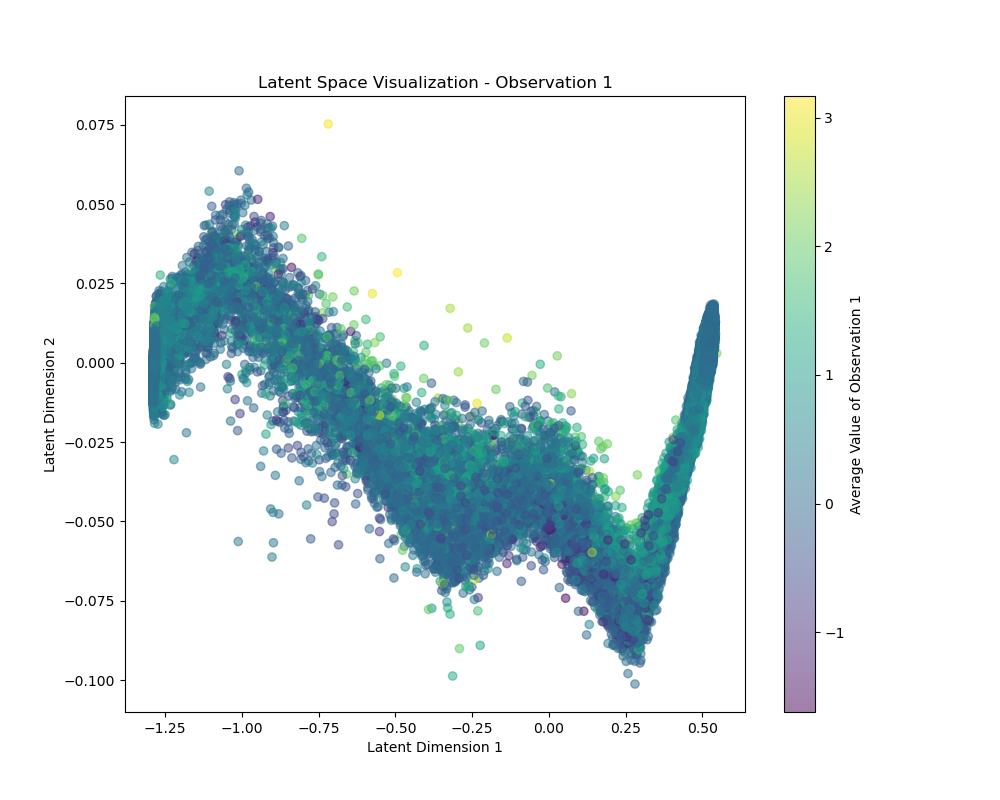 Latent Space Visualization - Observation 1
0.075
0.050
0.025
0.000
−0.025
−0.050
−0.075
−0.100
Latent Dimension 2
−1.25 −1.00 −0.75 −0.50 −0.25 0.00 0.25 0.50
Latent Dimension 1
3
2
1
0
−1
Average Value of Observation 1